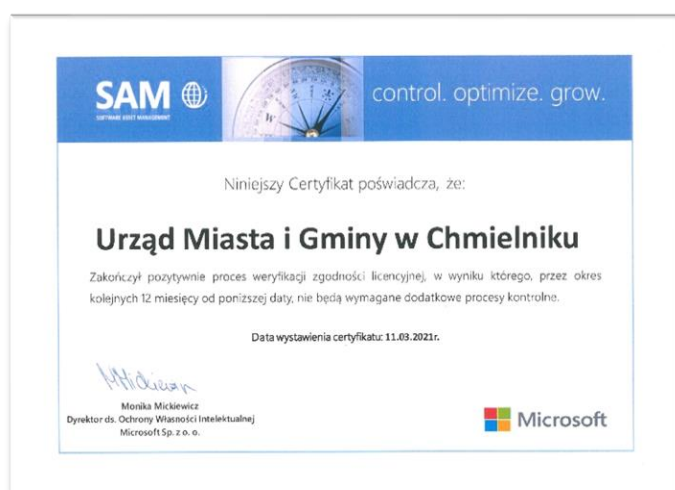 SAM
SOFTWARE ASSET MANAGEMENT
control. optimize. grow.
Niniejszy Certyfikat poświadcza, że:
Urząd Miasta i Gminy w Chmielniku
Zakończył pozytywnie proces weryfikacji zgodności licencyjnej, w wyniku którego, przez okres
kolejnych 12 miesięcy od poniższej daty, nie będą wymagane dodatkowe procesy kontrolne.
Data wystawienia certyfikatu: 11.03.2021r.
Monika Mickiewicz
Dyrektor ds. Ochrony Własności Intelektualnej
Microsoft Sp. z o. o.
Microsoft